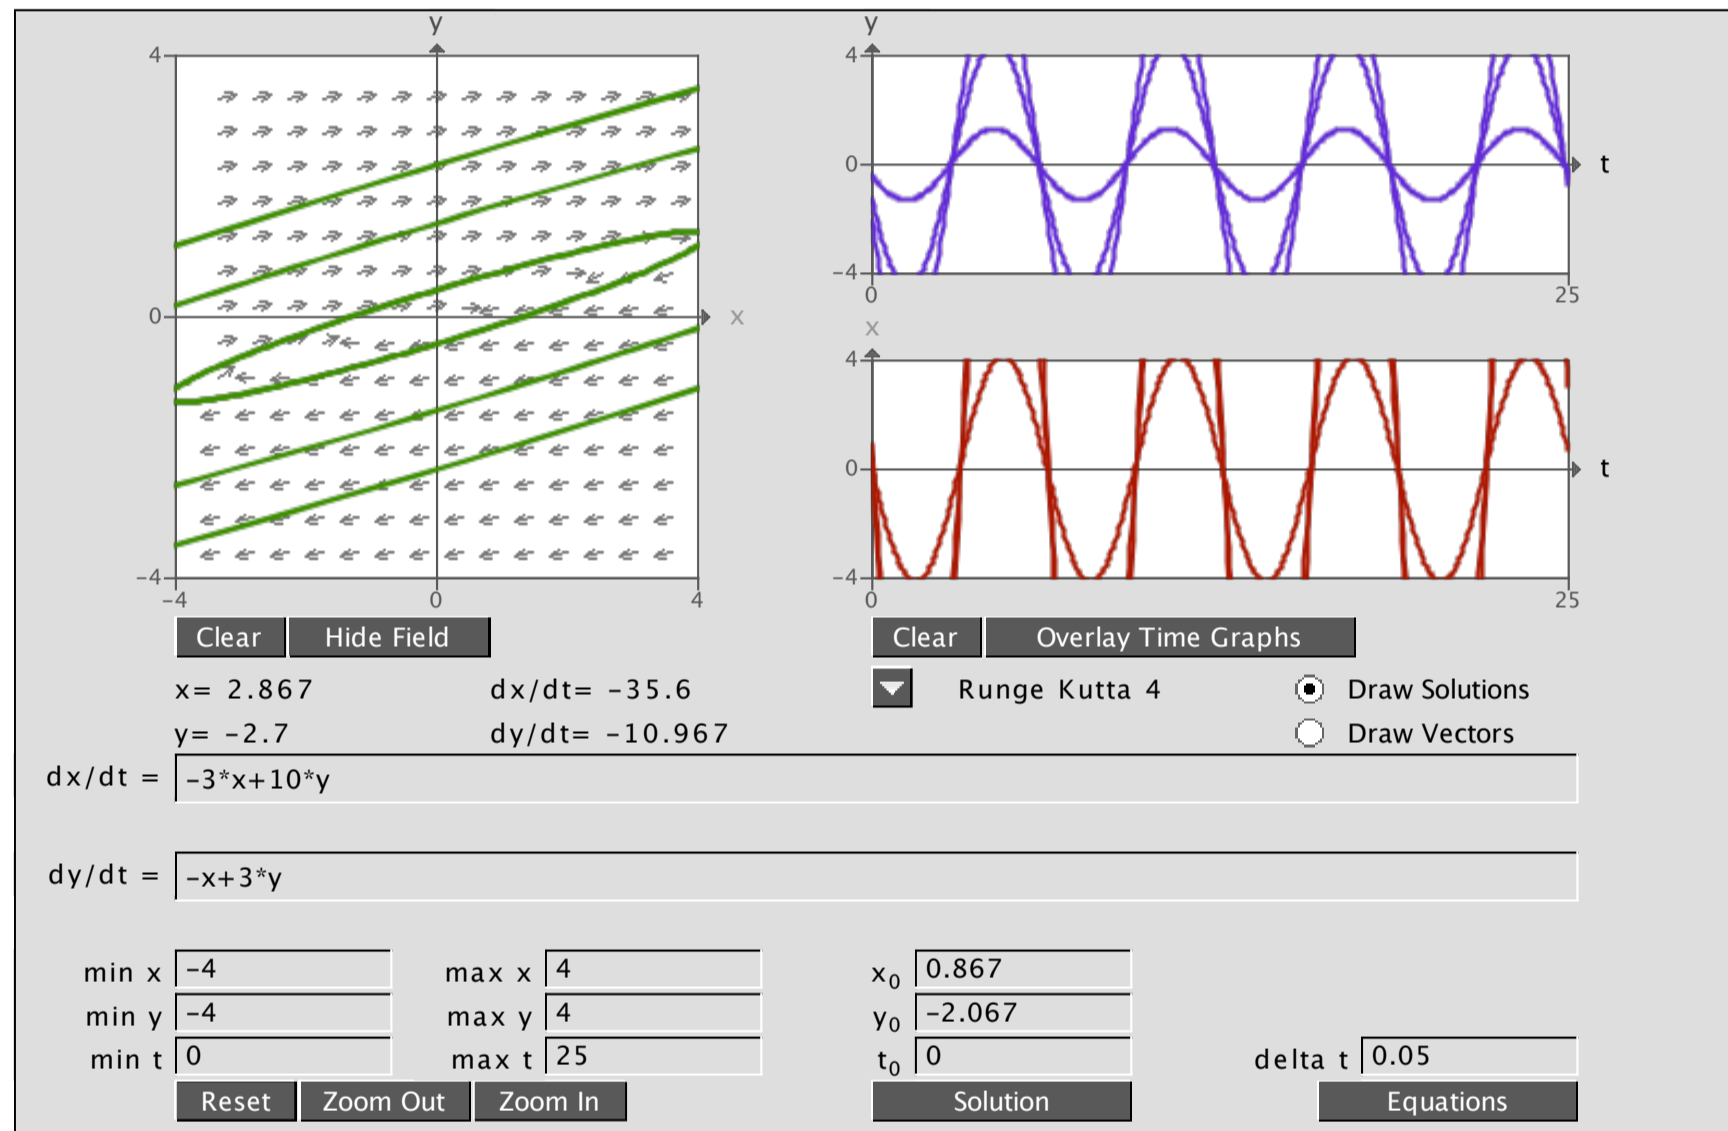 y
4
0
x
-4
-4
0
4
y
4
0
t
-4
0
25
x
4
0
t
-4
0
25
Clear Hide Field
Clear Overlay Time Graphs
x= 2.867 dx/dt= -35.6
Runge Kutta 4 Draw Solutions
y= -2.7 dy/dt= -10.967
Draw Vectors
dx/dt = -3*x+10*y
dy/dt = -x+3*y
min x -4 max x 4 x₀ 0.867
min y -4 max y 4 y₀ -2.067
min t 0 max t 25 t₀ 0 delta t 0.05
Reset Zoom Out Zoom In Solution Equations